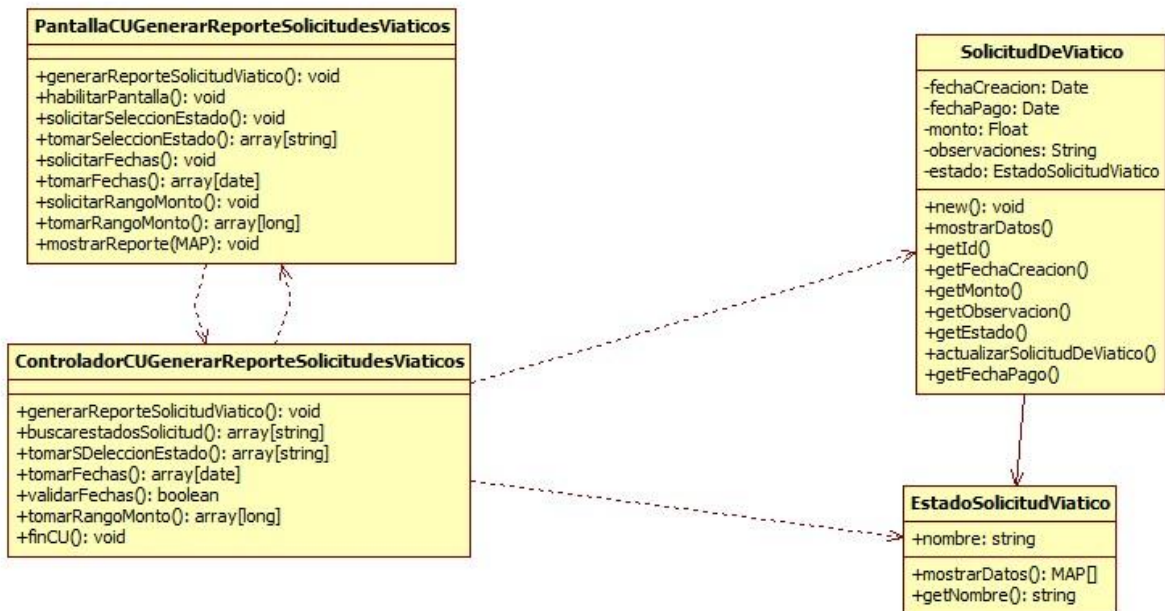 PantallaCUGenerarReporteSolicitudesViaticos
+generarReporteSolicitudViatico(): void
+habilitarPantalla(): void
+solicitarSeleccionEstado(): void
+tomarSeleccionEstado(): array[string]
+solicitarFechas(): void
+tomarFechas(): array[date]
+solicitarRangoMonto(): void
+tomarRangoMonto(): array[long]
+mostrarReporte(MAP): void
SolicitudDeViatico
-fechaCreacion: Date
-fechaPago: Date
-monto: Float
-observaciones: String
-estado: EstadoSolicitudViatico
+new(): void
+mostrarDatos()
+getId()
+getFechaCreacion()
+getMonto()
+getObservacion()
+getEstado()
+actualizarSolicitudDeViatico()
+getFechaPago()
ControladorCUGenerarReporteSolicitudesViaticos
+generarReporteSolicitudViatico(): void
+buscarestadosSolicitud(): array[string]
+tomarSDeleccionEstado(): array[string]
+tomarFechas(): array[date]
+validarFechas(): boolean
+tomarRangoMonto(): array[long]
+finCU(): void
EstadoSolicitudViatico
+nombre: string
+mostrarDatos(): MAP[]
+getNombre(): string